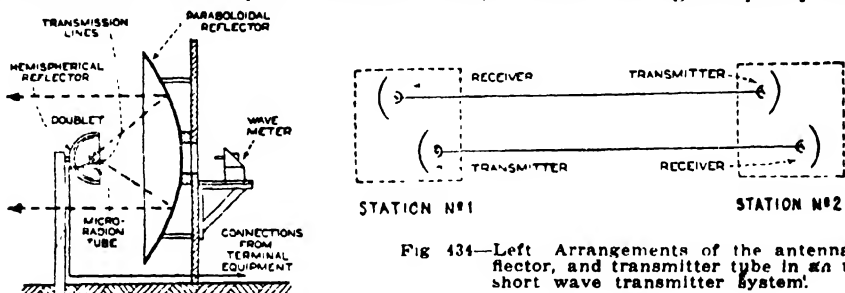 TRANSMISSION
LINES
PARABOLOIDAL
REFLECTOR
HEMISPHERICAL
REFLECTOR
DOUBLET
WAVE
METER
MICRO-
RADION
TUBE
CONNECTIONS
FROM
TERMINAL
EQUIPMENT
RECEIVER
TRANSMITTER
TRANSMITTER
RECEIVER
STATION Nº1
STATION Nº2
Fig 434—Left Arrangements of the antenna
flector, and transmitter tube in an
short wave transmitter system.